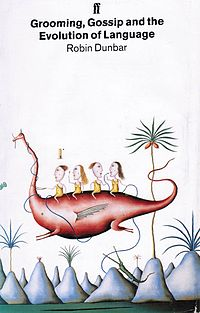 ff
Grooming, Gossip and the
Evolution of Language
Robin Dunbar